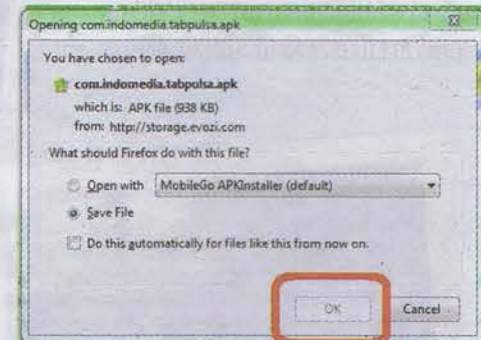 Opening com.indomedia.tabpulsa.apk
You have chosen to open:
com.indomedia.tabpulsa.apk
which is: APK file (938 KB)
from: http://storage.evozi.com
What should Firefox do with this file?
Open with MobileGo APKInstaller (default)
Save File
Do this automatically for files like this from now on.
OK Cancel